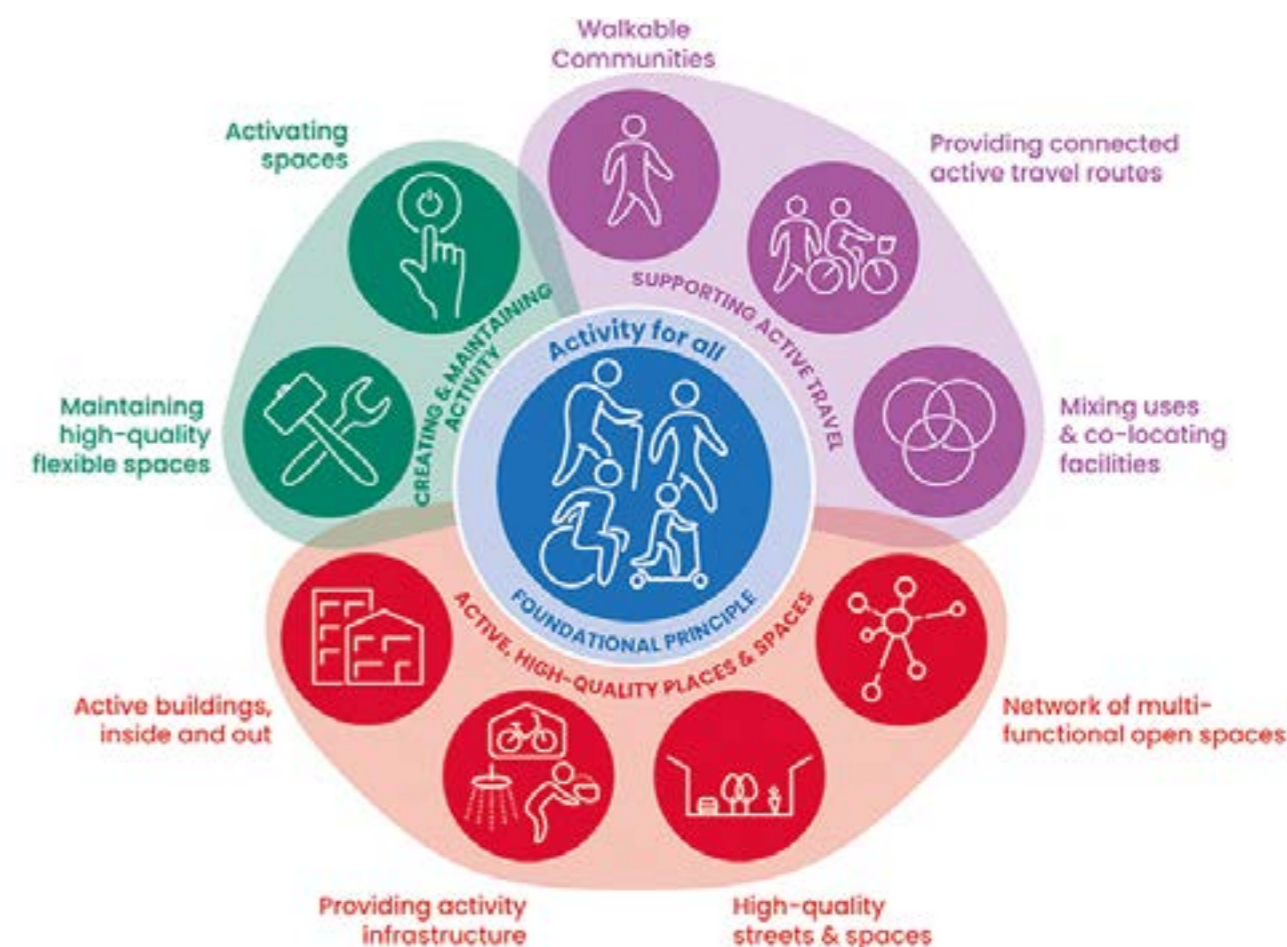 Walkable
Communities
Providing connected
active travel routes
Mixing uses
& co-locating
facilities
SUPPORTING ACTIVE TRAVEL
Activating
spaces
Maintaining
high-quality
flexible spaces
CREATING & MAINTAINING
ACTIVITY
Activity for all
FOUNDATIONAL PRINCIPLE
ACTIVE, HIGH-QUALITY PLACES & SPACES
Network of multi-
functional open spaces
High-quality
streets & spaces
Providing activity
infrastructure
Active buildings,
inside and out